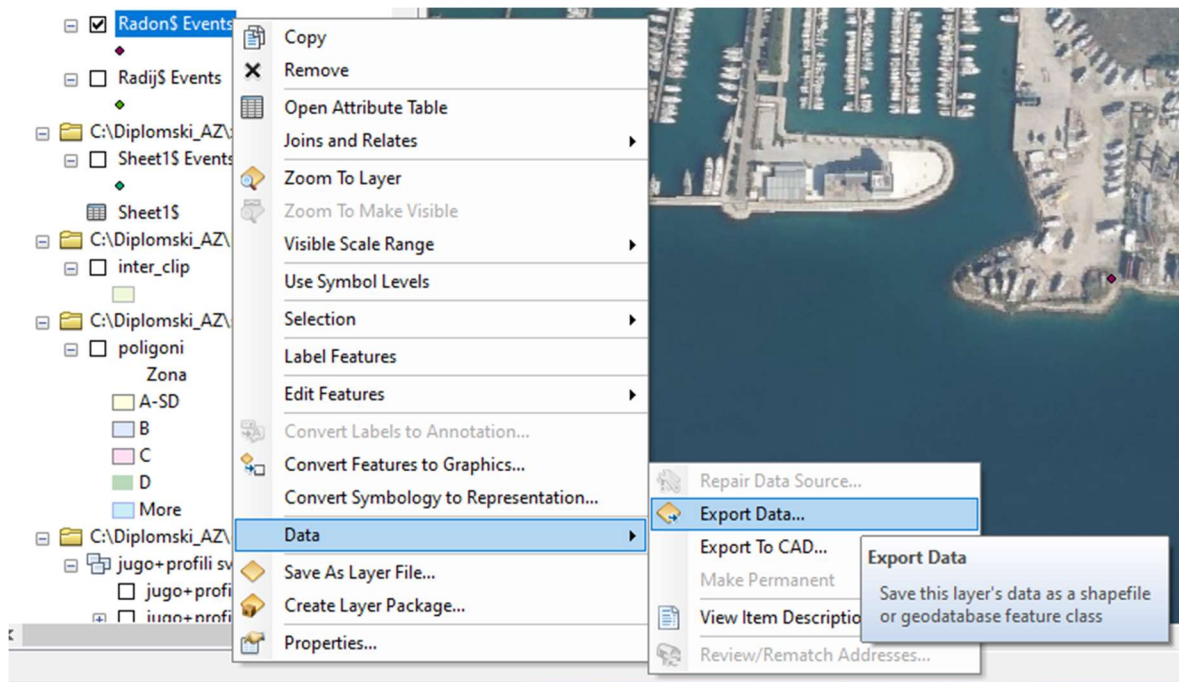 Radon$ Events
Radij$ Events
C:\Diplomski_AZ\
Sheet1$ Events
Sheet1$
C:\Diplomski_AZ\
inter_clip
C:\Diplomski_AZ\
poligoni
Zona
A-SD
B
C
D
More
C:\Diplomski_AZ\
jugo+profili sv
jugo+profi
jugo+profi
Copy
Remove
Open Attribute Table
Joins and Relates
Zoom To Layer
Zoom To Make Visible
Visible Scale Range
Use Symbol Levels
Selection
Label Features
Edit Features
Convert Labels to Annotation...
Convert Features to Graphics...
Convert Symbology to Representation...
Data
Save As Layer File...
Create Layer Package...
Properties...
Repair Data Source...
Export Data...
Export To CAD...
Make Permanent
View Item Descriptio
Review/Rematch Addresses...
Export Data
Save this layer's data as a shapefile
or geodatabase feature class